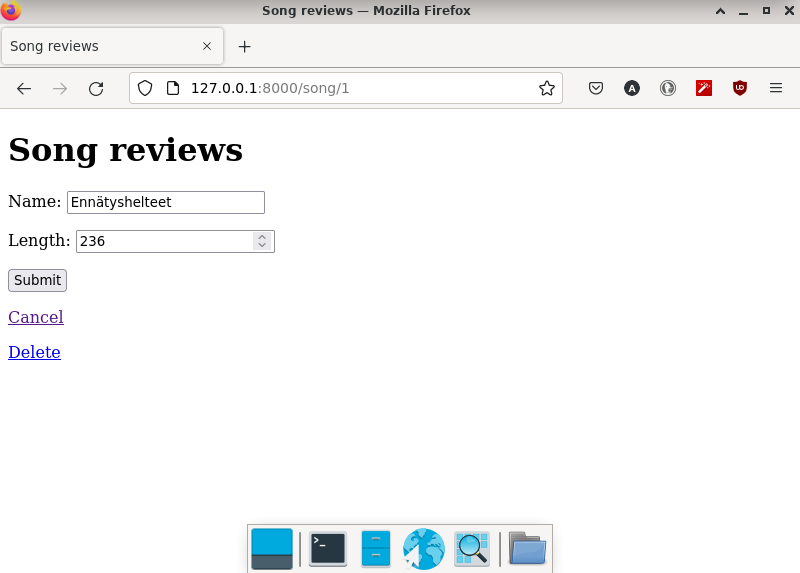 Song reviews — Mozilla Firefox
Song reviews
127.0.0.1:8000/song/1
Song reviews
Name: Ennätyshelteet
Length: 236
Submit
Cancel
Delete